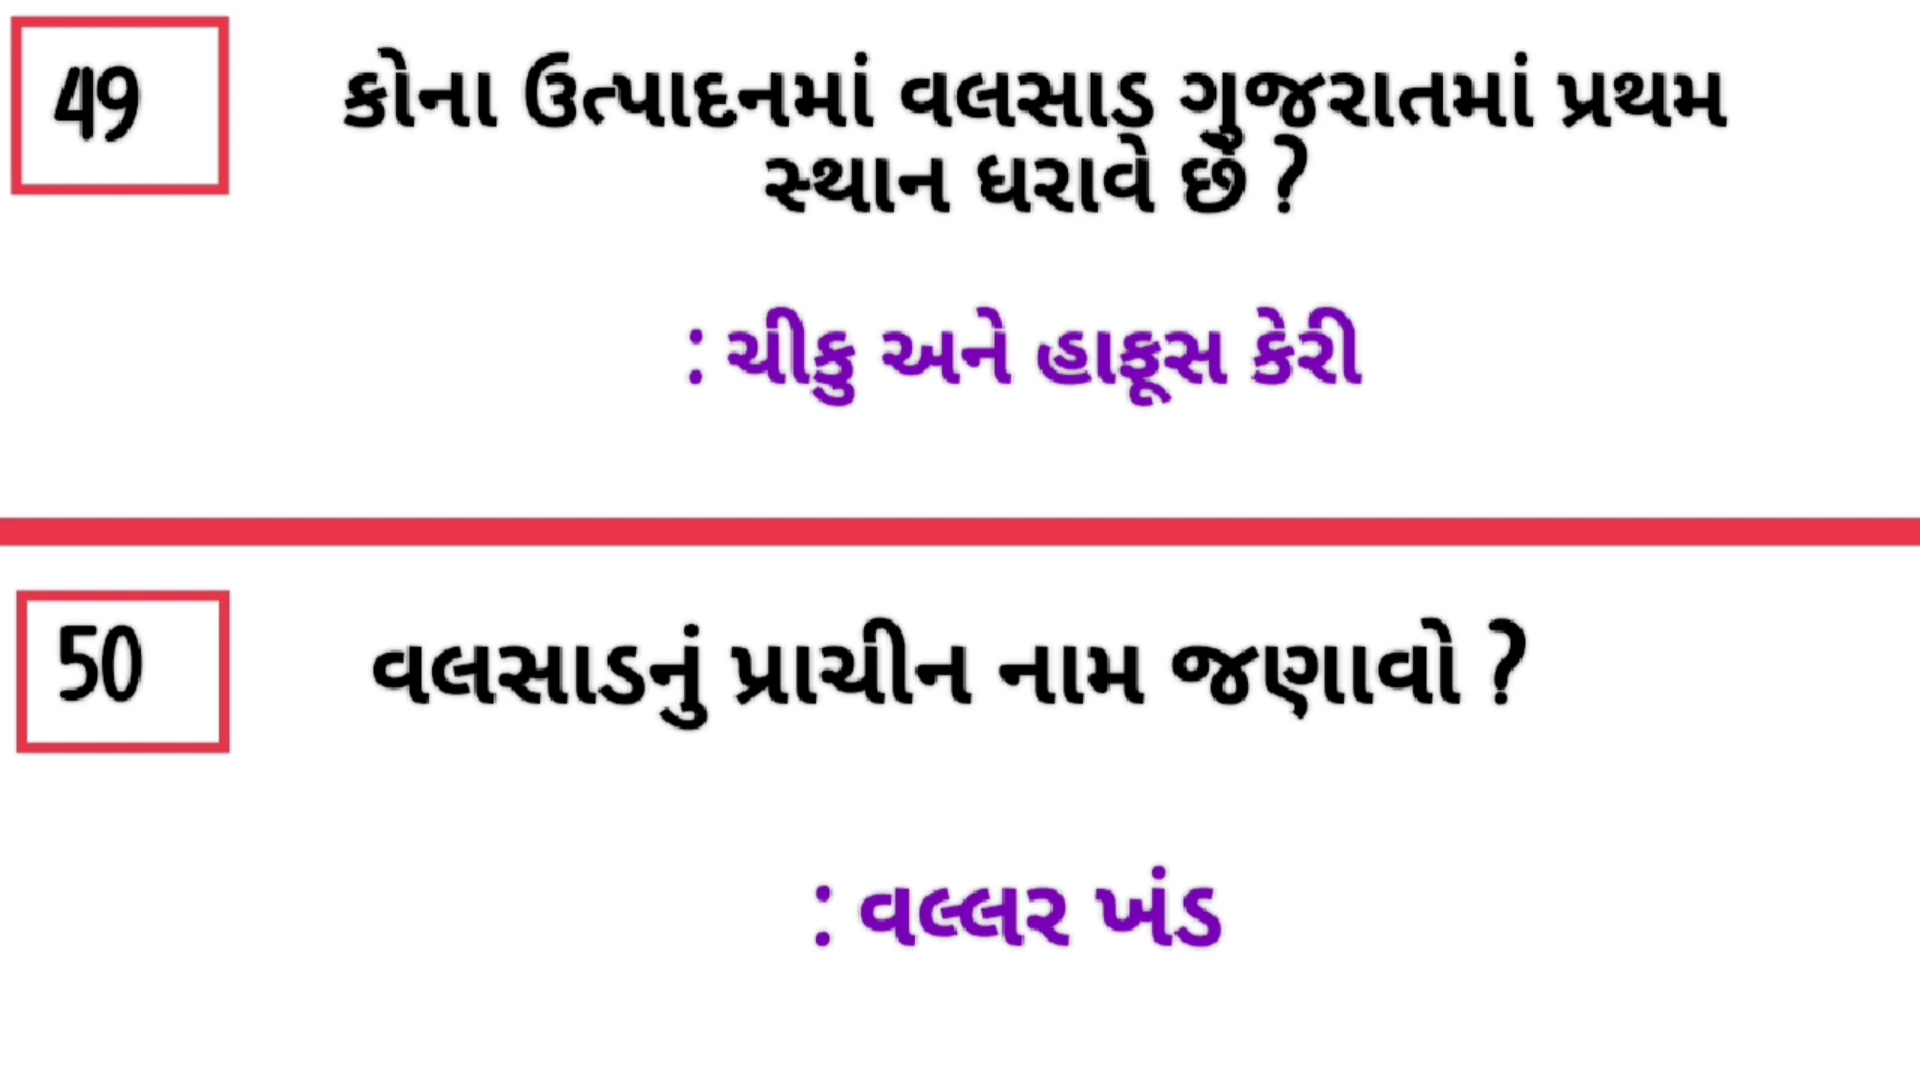 49
કોના ઉત્પાદનમાં વલસાડ ગુજરાતમાં પ્રથમ
સ્થાન ધરાવે છે ?
: ચીકુ અને હાફૂસ કેરી
50
વલસાડનું પ્રાચીન નામ જણાવો ?
: વલ્લર ખંડ